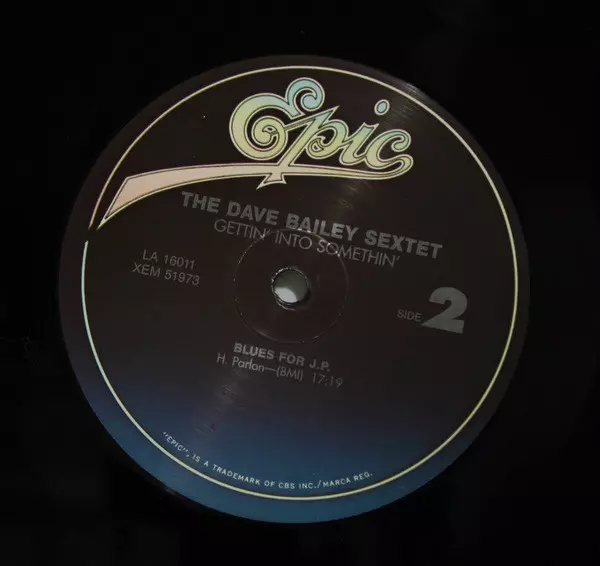 Epic
THE DAVE BAILEY SEXTET
GETTIN' INTO SOMETHIN'
LA 16011
XEM 51973
SIDE 2
BLUES FOR J.P.
H. Parlan—(BMI) 17:19
"EPIC", IS A TRADEMARK OF CBS INC./MARCA REG.